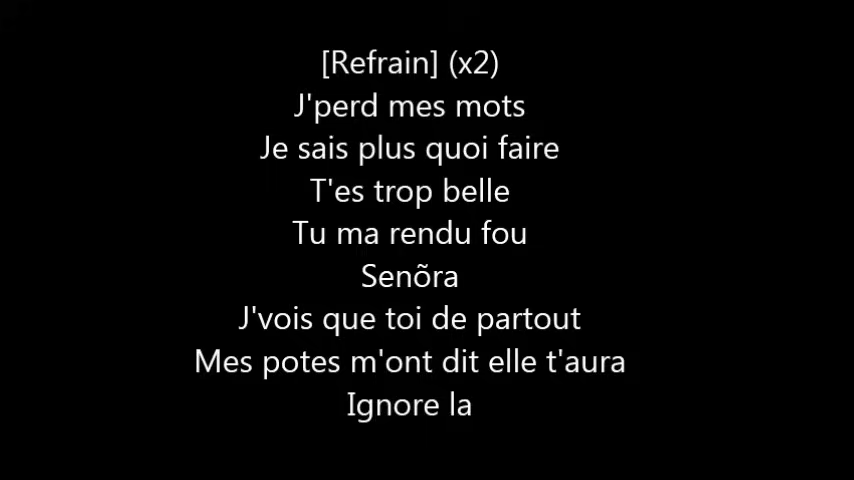 [Refrain] (x2)
J'perd mes mots
Je sais plus quoi faire
T'es trop belle
Tu ma rendu fou
Senõra
J'vois que toi de partout
Mes potes m'ont dit elle t'aura
Ignore la